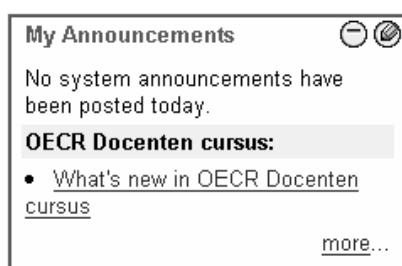 My Announcements
No system announcements have
been posted today.
OECR Docenten cursus:
• What's new in OECR Docenten
cursus
more...